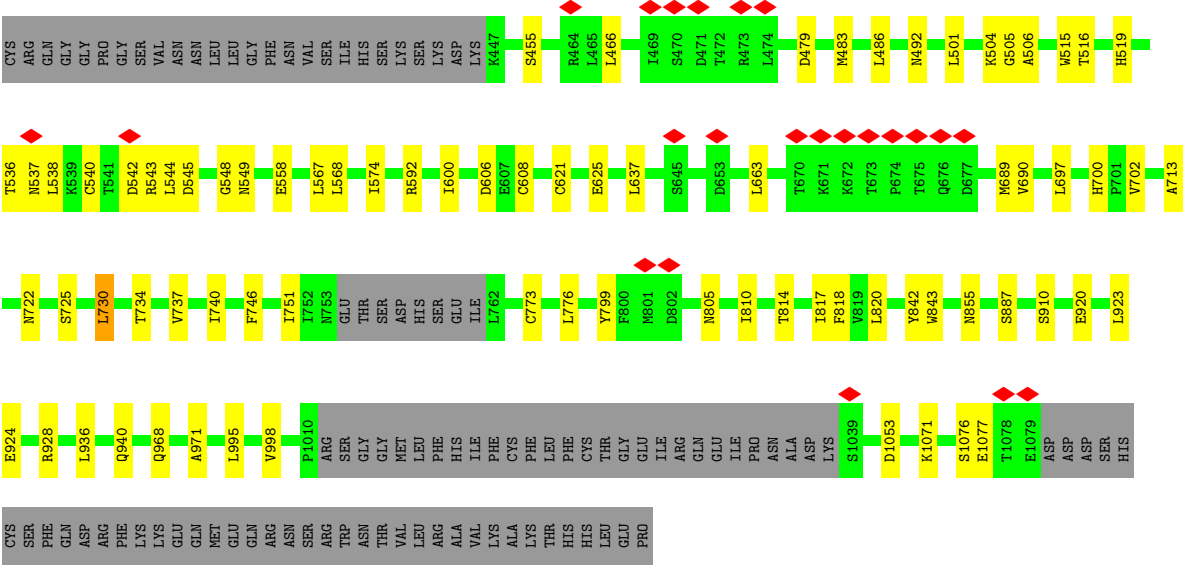 CYS ARG GLN GLY GLY PRO GLY SER VAL ASN ASN LEU LEU GLY PHE ASN VAL SER ILE HIS SER LYS SER LYS ASP LYS K447 S455 R464 L465 L466 I469 S470 D471 T472 R473 L474 D479 M483 L486 N492 L501 K504 G505 A506 W515 T516 H519
T536 N537 L538 K539 C540 T541 D542 R543 L544 D545 G548 N549 E558 L567 L568 I574 R592 I600 D606 E607 C608 C621 E625 L637 S645 D653 L663 T670 K671 K672 T673 P674 T675 Q676 D677 M689 V690 L697 H700 P701 V702 A713
N722 S725 L730 T734 V737 I740 F746 I751 I752 N753 GLU THR SER ASP HIS SER GLU ILE L762 C773 L776 Y799 F800 M801 D802 N805 I810 T814 I817 F818 V819 L820 Y842 W843 N855 S887 S910 E920 L923
E924 R928 L936 Q940 Q968 A971 L995 V998 P1010 ARG SER GLY GLY MET LEU PHE HIS ILE PHE CYS PHE LEU PHE CYS THR GLY GLU ILE ARG GLN GLU ILE PRO ASN ALA ASP LYS S1039 D1053 K1071 S1076 E1077 T1078 E1079 ASP ASP ASP SER HIS
CYS SER PHE GLN ASP ARG PHE LYS LYS GLU GLN MET GLU GLN ARG ASN SER ARG TRP ASN THR VAL LEU ARG ALA VAL LYS ALA LYS THR HIS HIS LEU GLU PRO